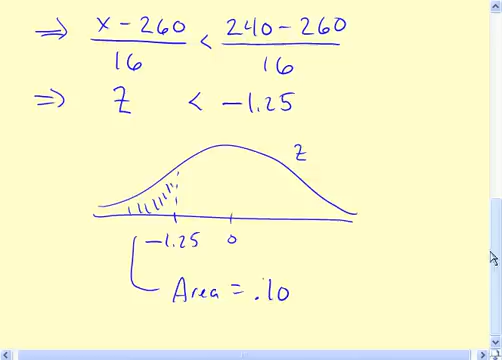 ⇒ x - 260 / 16 < 240 - 260 / 16
⇒ Z < -1.25
Z
-1.25 0
Area = .10